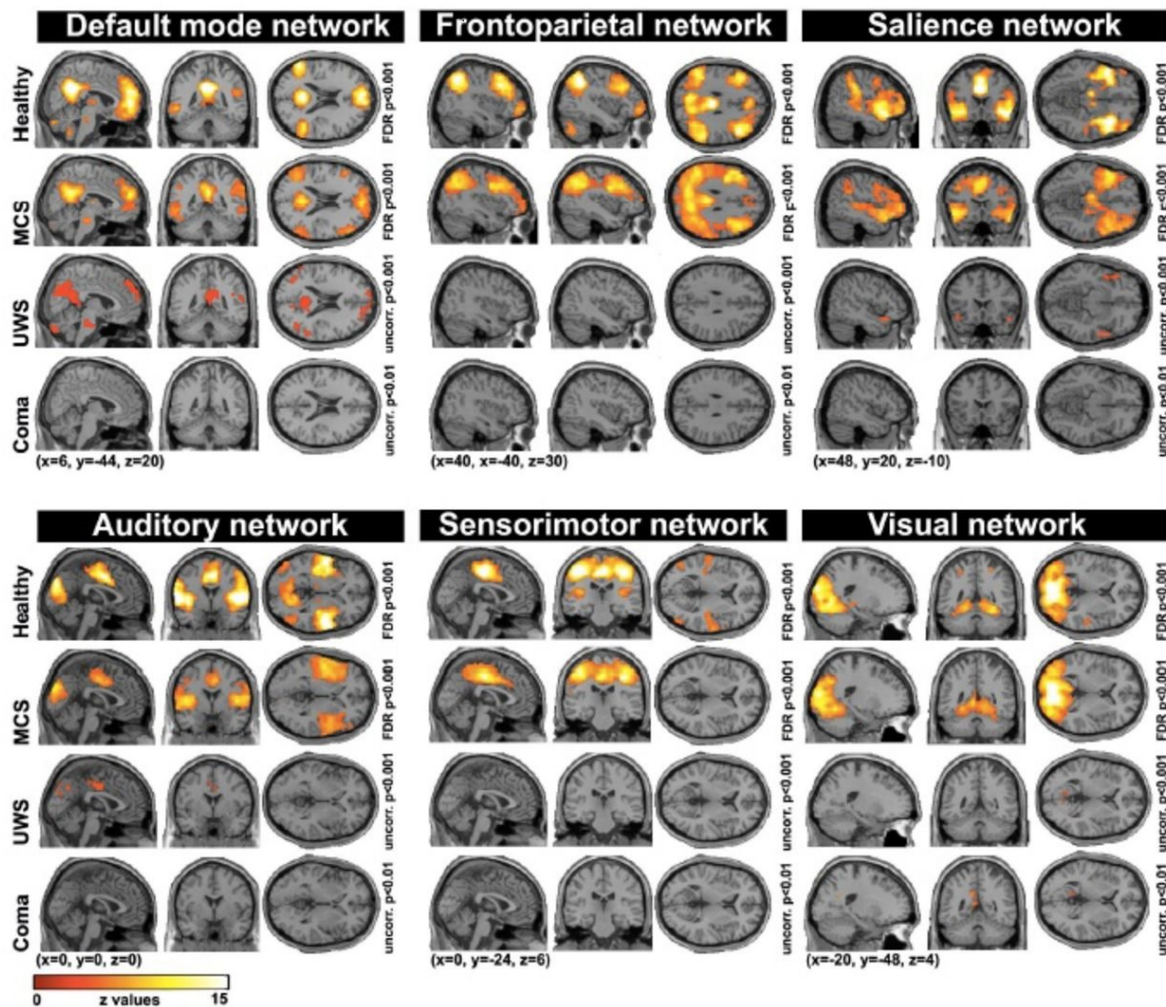 Default mode network
Frontoparietal network
Salience network
Healthy
FDR p<0.001
FDR p<0.001
FDR p<0.001
MCS
FDR p<0.001
FDR p<0.001
FDR p<0.001
UWS
uncorr. p<0.001
uncorr. p<0.001
uncorr. p<0.001
Coma
uncorr. p<0.01
uncorr. p<0.01
uncorr. p<0.01
(x=6, y=-44, z=20)
(x=40, x=-40, z=30)
(x=48, y=20, z=-10)
Auditory network
Sensorimotor network
Visual network
Healthy
FDR p<0.001
FDR p<0.001
FDR p<0.001
MCS
FDR p<0.001
FDR p<0.001
FDR p<0.001
UWS
uncorr. p<0.001
uncorr. p<0.001
uncorr. p<0.001
Coma
uncorr. p<0.01
uncorr. p<0.01
uncorr. p<0.01
(x=0, y=0, z=0)
(x=0, y=-24, z=6)
(x=-20, y=-48, z=4)
0 z values 15